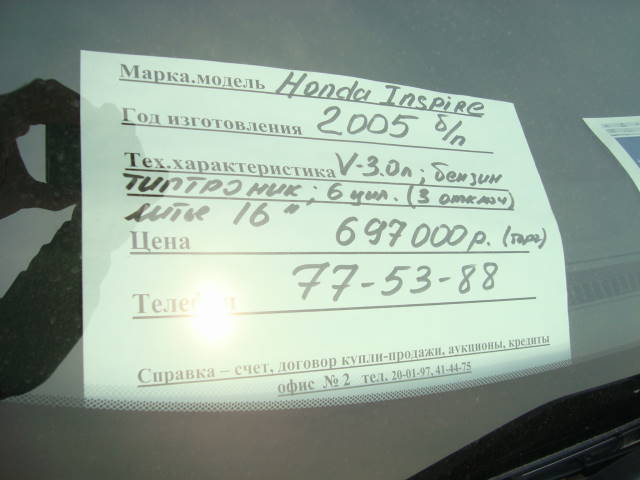 Марка.модель Honda Inspire
Год изготовления 2005 б/п
Тех.характеристика V-3.0л; бензин
типтроник; 6 цил. (3 отключ)
литье 16"
Цена 697000р. (торг)
Телефон 77-53-88
Справка – счет, договор купли-продажи, аукционы, кредиты
офис № 2 тел. 20-01-97, 41-44-75